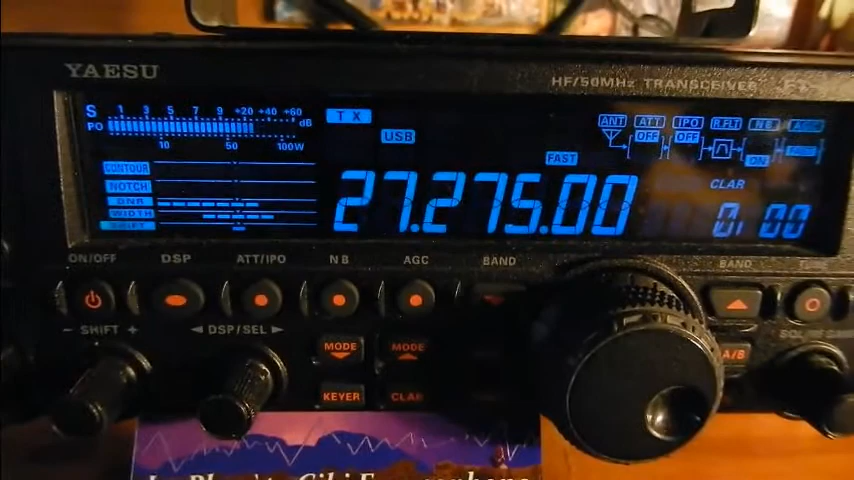 YAESU
HF/50MHz TRANSCEIVER
S 1 3 5 7 9 +20 +40 +60 dB
PO 10 50 100W
TX
USB
ANT ATT IPO R.FLT NB AGC
OFF OFF ON
FAST
CLAR
CONTOUR
NOTCH
DNR
WIDTH
SHIFT
27.275.00
00
ON/OFF DSP ATT/IPO NB AGC BAND BAND
- SHIFT + DSP/SEL
MODE MODE
A/B
KEYER CLAR